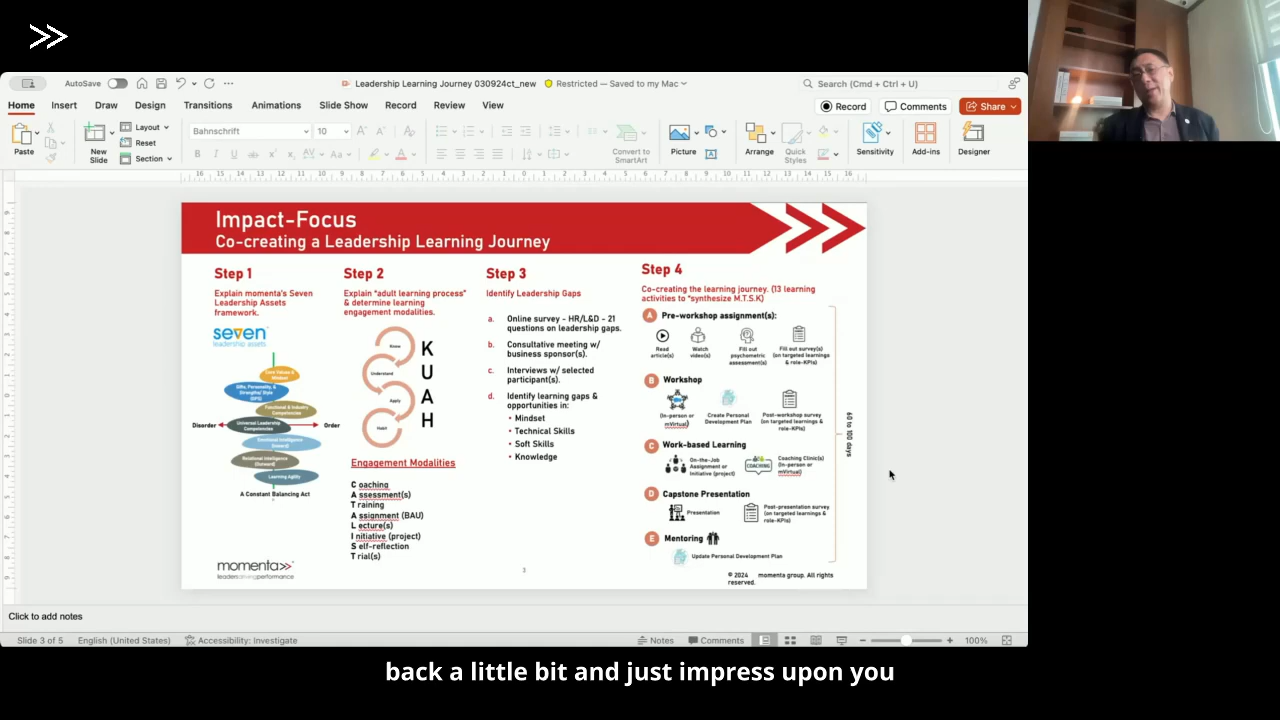 AutoSave
Leadership Learning Journey 030924ct_new
Restricted — Saved to my Mac
Search (Cmd + Ctrl + U)
Home
Insert
Draw
Design
Transitions
Animations
Slide Show
Record
Review
View
Record
Comments
Share
Paste
New
Slide
Layout
Reset
Section
Bahnschrift
10
Convert to
SmartArt
Picture
Arrange
Quick
Styles
Sensitivity
Add-ins
Designer
Impact-Focus
Co-creating a Leadership Learning Journey
Step 1
Explain momenta's Seven
Leadership Assets
framework.
seven
leadership assets
Core Values &
Mindset
Gifts, Personality, &
Strengths/ Style
(GPS)
Functional & Industry
Competencies
Disorder
Universal Leadership
Competencies
Order
Emotional Intelligence
(Inward)
Relational Intelligence
(Outward)
Learning Agility
A Constant Balancing Act
momenta>>
leadersdrivingperformance
Step 2
Explain "adult learning process"
& determine learning
engagement modalities.
Know
Understand
Apply
Habit
K
U
A
H
Engagement Modalities
C oaching
A ssessment(s)
T raining
A ssignment (BAU)
L ecture(s)
I nitiative (project)
S elf-reflection
T rial(s)
Step 3
Identify Leadership Gaps
a. Online survey - HR/L&D - 21
questions on leadership gaps.
b. Consultative meeting w/
business sponsor(s).
c. Interviews w/ selected
participant(s).
d. Identify learning gaps &
opportunities in:
• Mindset
• Technical Skills
• Soft Skills
• Knowledge
3
Step 4
Co-creating the learning journey. (13 learning
activities to *synthesize M.T.S.K)
A Pre-workshop assignment(s):
Read
article(s)
Watch
video(s)
Fill out
psychometric
assessment(s)
Fill out survey(s)
(on targeted learnings
& role-KPIs)
B Workshop
(In-person or
mVirtual)
Create Personal
Development Plan
Post-workshop survey
(on targeted learnings
& role-KPIs)
C Work-based Learning
On-the-Job
Assignment or
Initiative (project)
COACHING
Coaching Clinic(s)
(In-person or
mVirtual)
D Capstone Presentation
Presentation
Post-presentation survey
(on targeted learnings &
role-KPIs)
E Mentoring
Update Personal Development Plan
60 to 100 days
© 2024 momenta group. All rights
reserved.
Click to add notes
Slide 3 of 5
English (United States)
Accessibility: Investigate
Notes
Comments
100%
back a little bit and just impress upon you